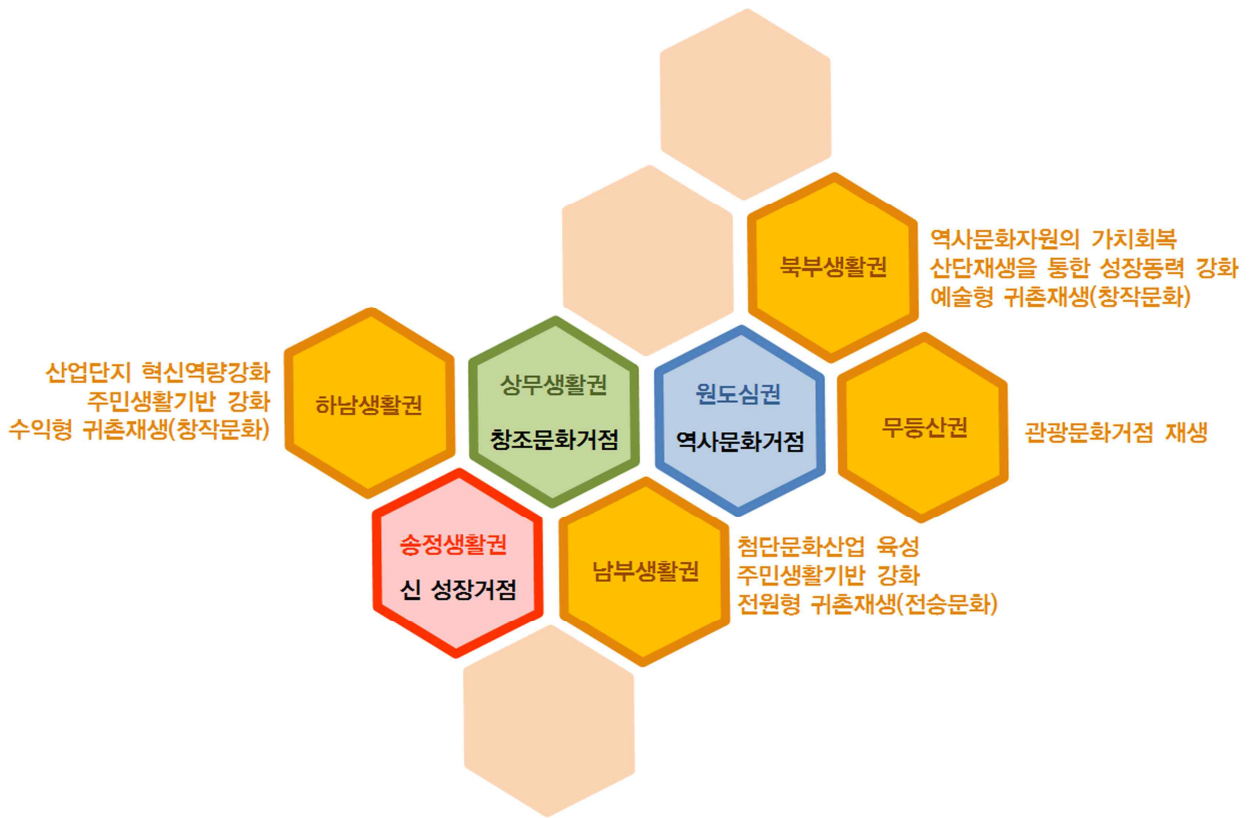 북부생활권
역사문화자원의 가치회복
산단재생을 통한 성장동력 강화
예술형 귀촌재생(창작문화)
산업단지 혁신역량강화
주민생활기반 강화
수익형 귀촌재생(창작문화)
하남생활권
상무생활권
창조문화거점
원도심권
역사문화거점
무등산권
관광문화거점 재생
송정생활권
신 성장거점
남부생활권
첨단문화산업 육성
주민생활기반 강화
전원형 귀촌재생(전승문화)